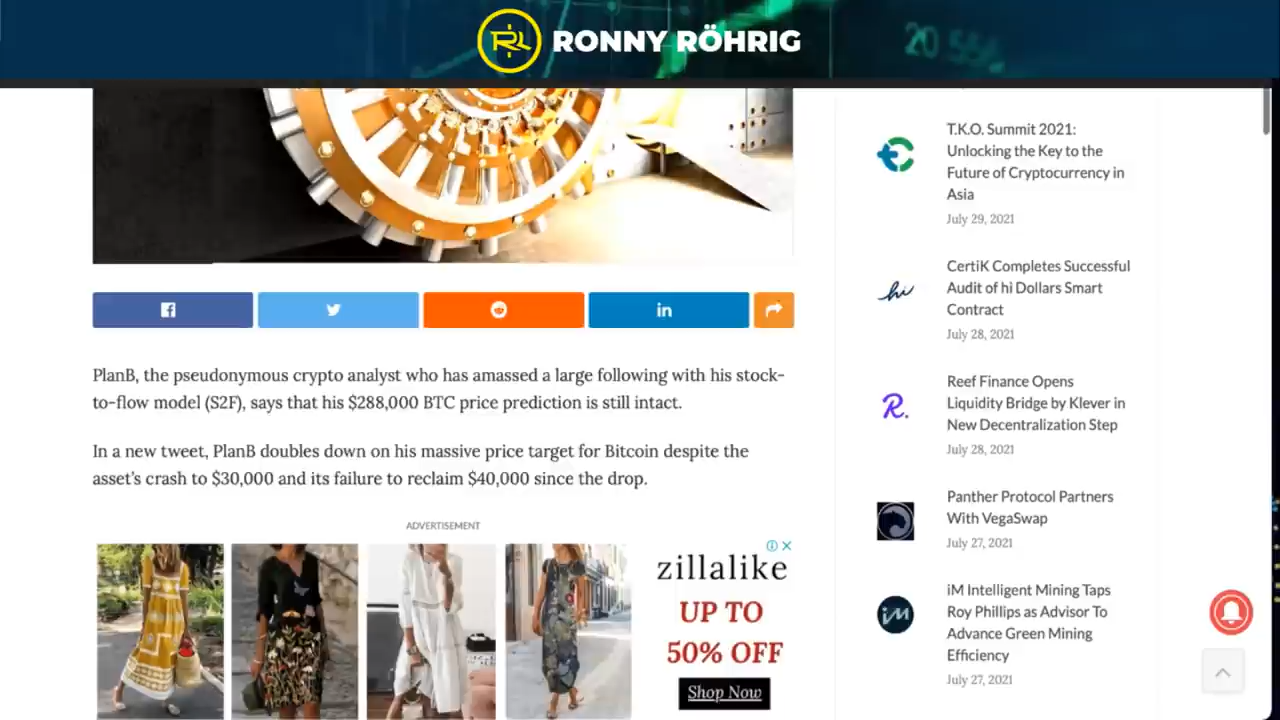 RONNY RÖHRIG
20.55%
PlanB, the pseudonymous crypto analyst who has amassed a large following with his stock-
to-flow model (S2F), says that his $288,000 BTC price prediction is still intact.
In a new tweet, PlanB doubles down on his massive price target for Bitcoin despite the
asset's crash to $30,000 and its failure to reclaim $40,000 since the drop.
ADVERTISEMENT
zillalike
UP TO
50% OFF
Shop Now
T.K.O. Summit 2021:
Unlocking the Key to the
Future of Cryptocurrency in
Asia
July 29, 2021
hi
CertiK Completes Successful
Audit of hi Dollars Smart
Contract
July 28, 2021
R.
Reef Finance Opens
Liquidity Bridge by Klever in
New Decentralization Step
July 28, 2021
Panther Protocol Partners
With VegaSwap
July 27, 2021
iM
iM Intelligent Mining Taps
Roy Phillips as Advisor To
Advance Green Mining
Efficiency
July 27, 2021